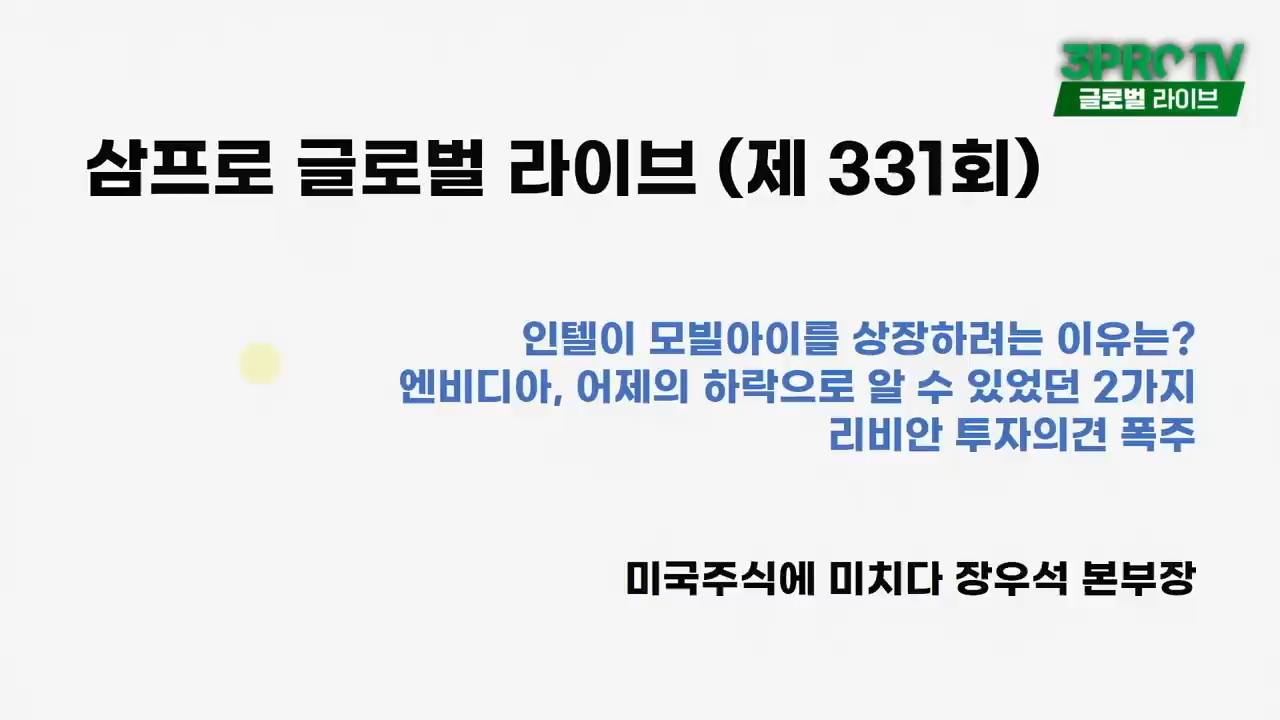 3PRO TV
글로벌 라이브
삼프로 글로벌 라이브 (제 331회)
인텔이 모빌아이를 상장하려는 이유는?
엔비디아, 어제의 하락으로 알 수 있었던 2가지
리비안 투자의견 폭주
미국주식에 미치다 장우석 본부장